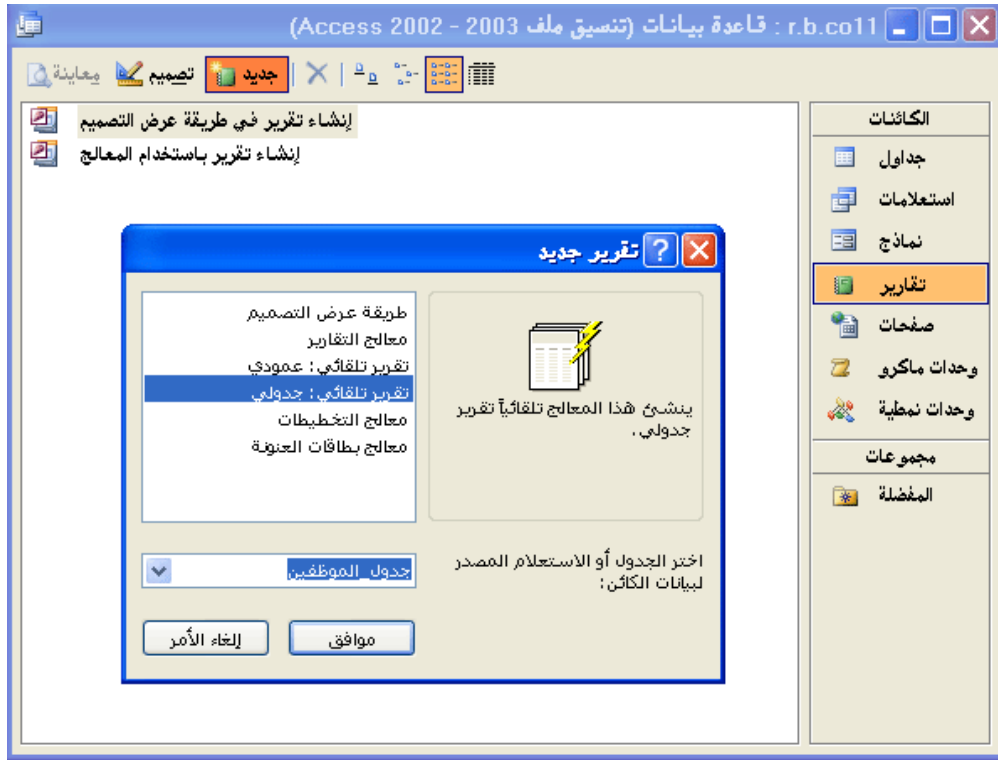 r.b.co11 : قاعدة بيانات (تنسيق ملف Access 2002 - 2003)
جديد تصميم معاينة
الكائنات
جداول
استعلامات
نماذج
تقارير
صفحات
وحدات ماكرو
وحدات نمطية
مجموعات
المفضلة
إنشاء تقرير في طريقة عرض التصميم
إنشاء تقرير باستخدام المعالج
تقرير جديد
ينشئ هذا المعالج تلقائياً تقرير
جدولي.
طريقة عرض التصميم
معالج التقارير
تقرير تلقائي: عمودي
تقرير تلقائي: جدولي
معالج التخطيطات
معالج بطاقات العنونة
اختر الجدول أو الاستعلام المصدر
لبيانات الكائن:
جدول_الموظفين
موافق
إلغاء الأمر